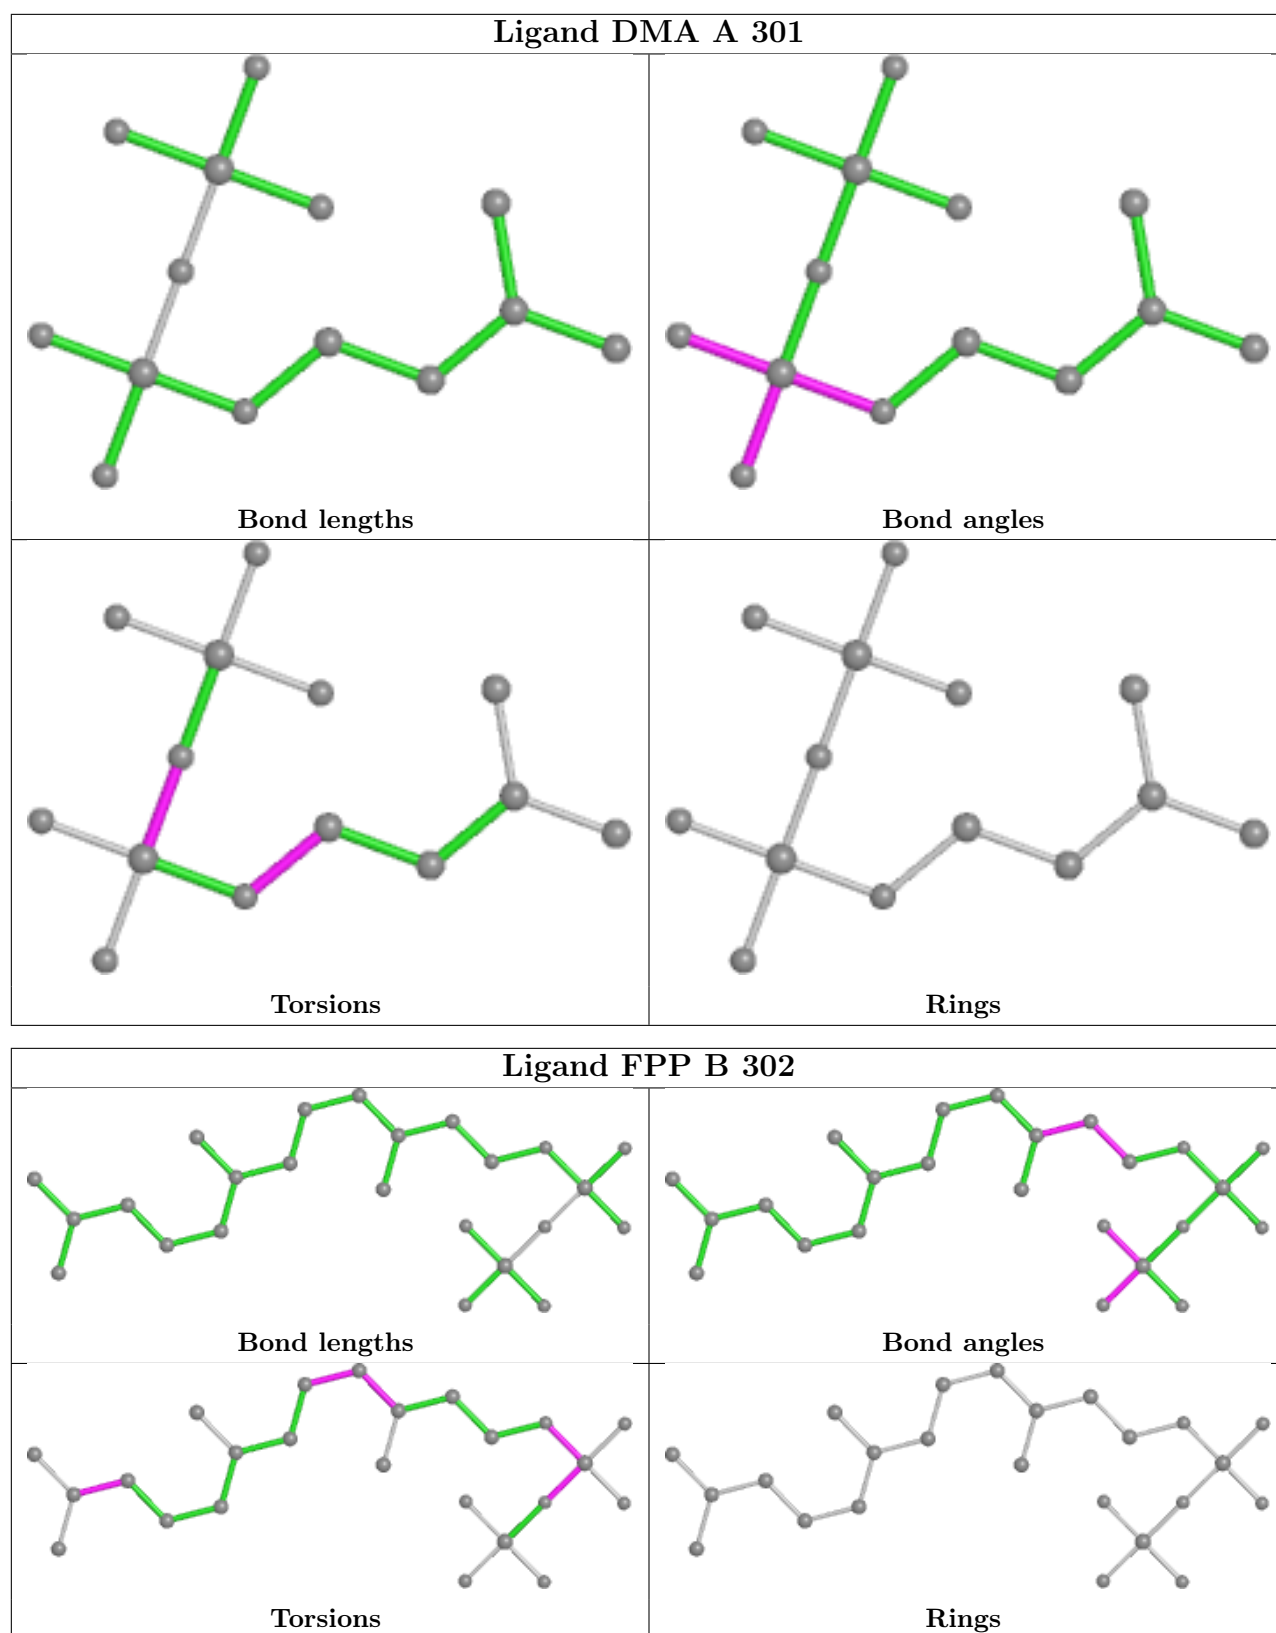 Ligand DMA A 301
Bond lengths
Bond angles
Torsions
Rings
Ligand FPP B 302
Bond lengths
Bond angles
Torsions
Rings